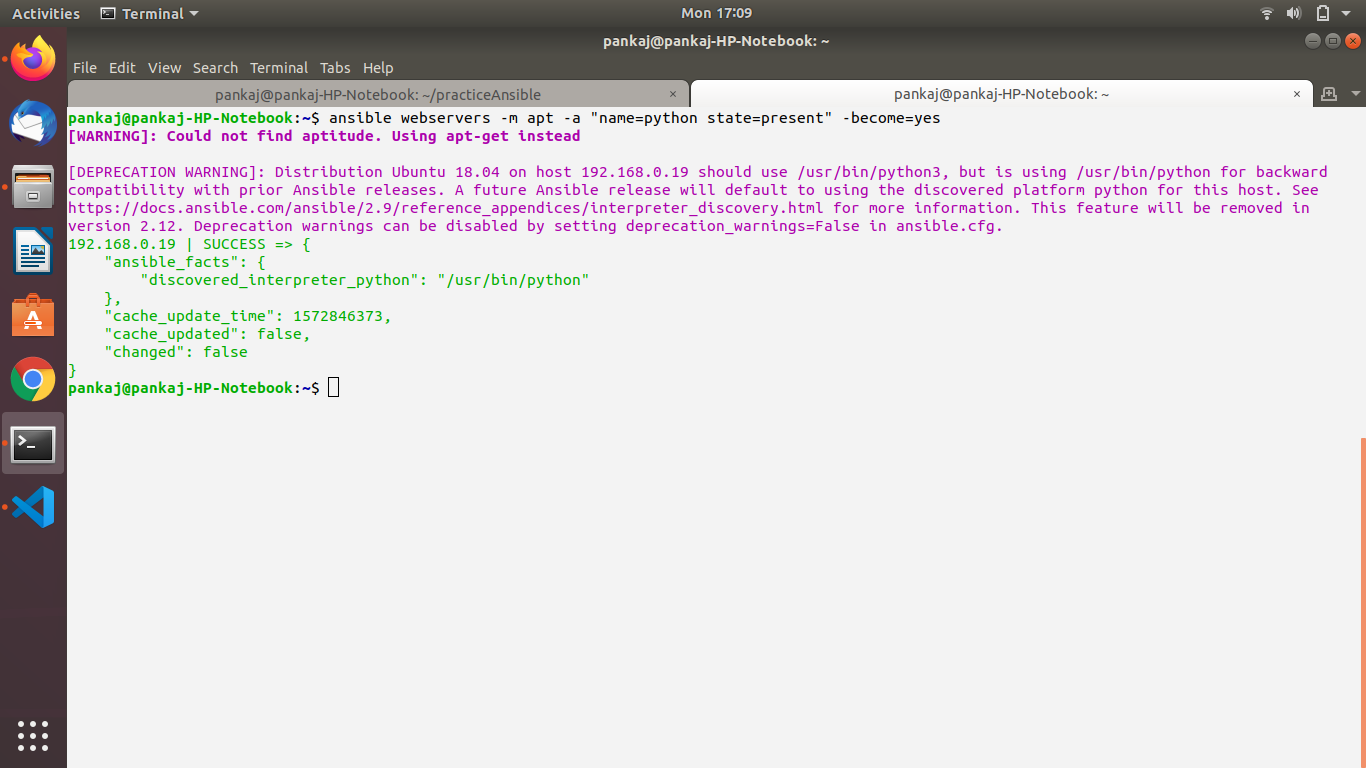 Activities Terminal Mon 17:09
pankaj@pankaj-HP-Notebook: ~
File Edit View Search Terminal Tabs Help
pankaj@pankaj-HP-Notebook: ~/practiceAnsible × pankaj@pankaj-HP-Notebook: ~ ×
pankaj@pankaj-HP-Notebook:~$ ansible webservers -m apt -a "name=python state=present" -become=yes
[WARNING]: Could not find aptitude. Using apt-get instead
[DEPRECATION WARNING]: Distribution Ubuntu 18.04 on host 192.168.0.19 should use /usr/bin/python3, but is using /usr/bin/python for backward
compatibility with prior Ansible releases. A future Ansible release will default to using the discovered platform python for this host. See
https://docs.ansible.com/ansible/2.9/reference_appendices/interpreter_discovery.html for more information. This feature will be removed in
version 2.12. Deprecation warnings can be disabled by setting deprecation_warnings=False in ansible.cfg.
192.168.0.19 | SUCCESS => {
    "ansible_facts": {
        "discovered_interpreter_python": "/usr/bin/python"
    },
    "cache_update_time": 1572846373,
    "cache_updated": false,
    "changed": false
}
pankaj@pankaj-HP-Notebook:~$